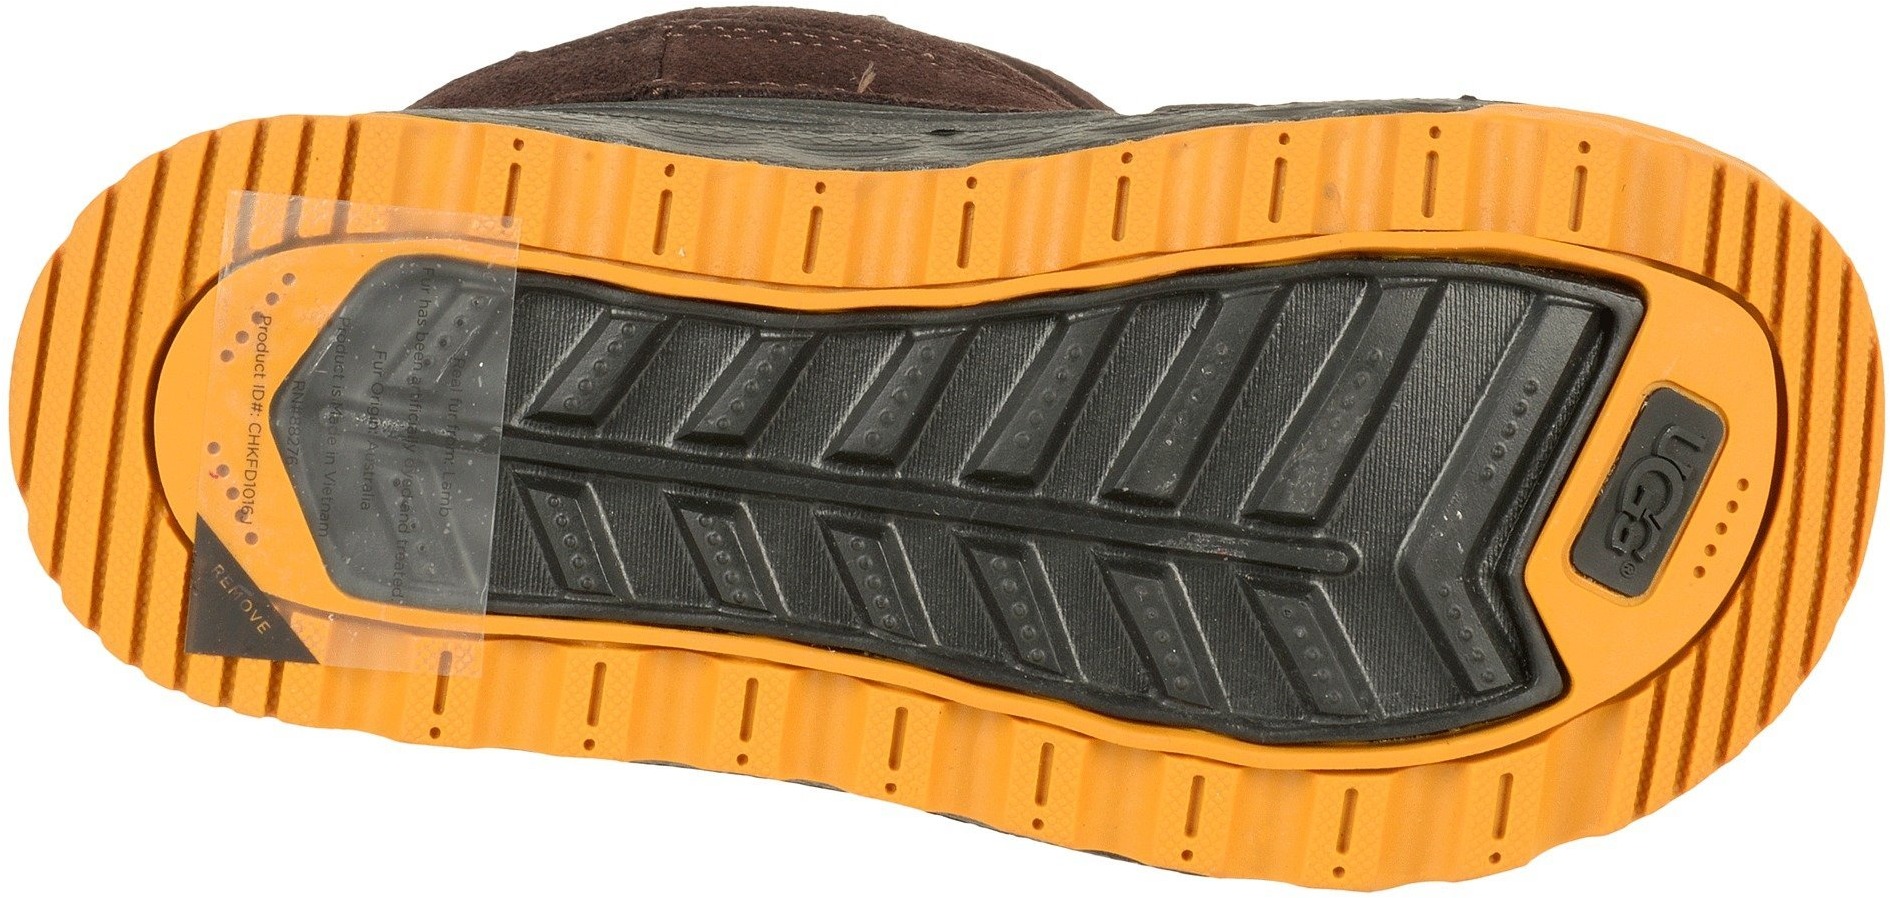 Real fur from: Lamb
Fur has been artificially dyed and treated
Fur Origin: Australia
Product is Made in Vietnam
RN#88276
Product ID#: CHKFD1016J
REMOVE
UGG®